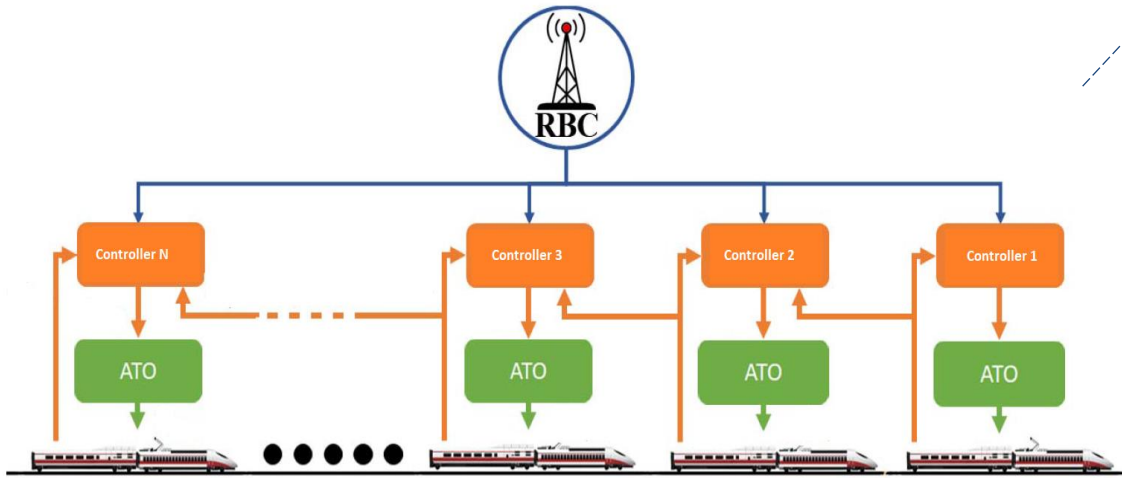 RBC
Controller N
Controller 3
Controller 2
Controller 1
ATO
ATO
ATO
ATO